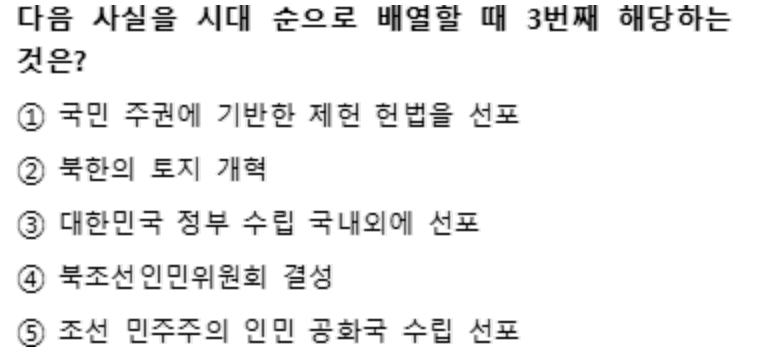 다음 사실을 시대 순으로 배열할 때 3번째 해당하는
것은?
① 국민 주권에 기반한 제헌 헌법을 선포
② 북한의 토지 개혁
③ 대한민국 정부 수립 국내외에 선포
④ 북조선인민위원회 결성
⑤ 조선 민주주의 인민 공화국 수립 선포